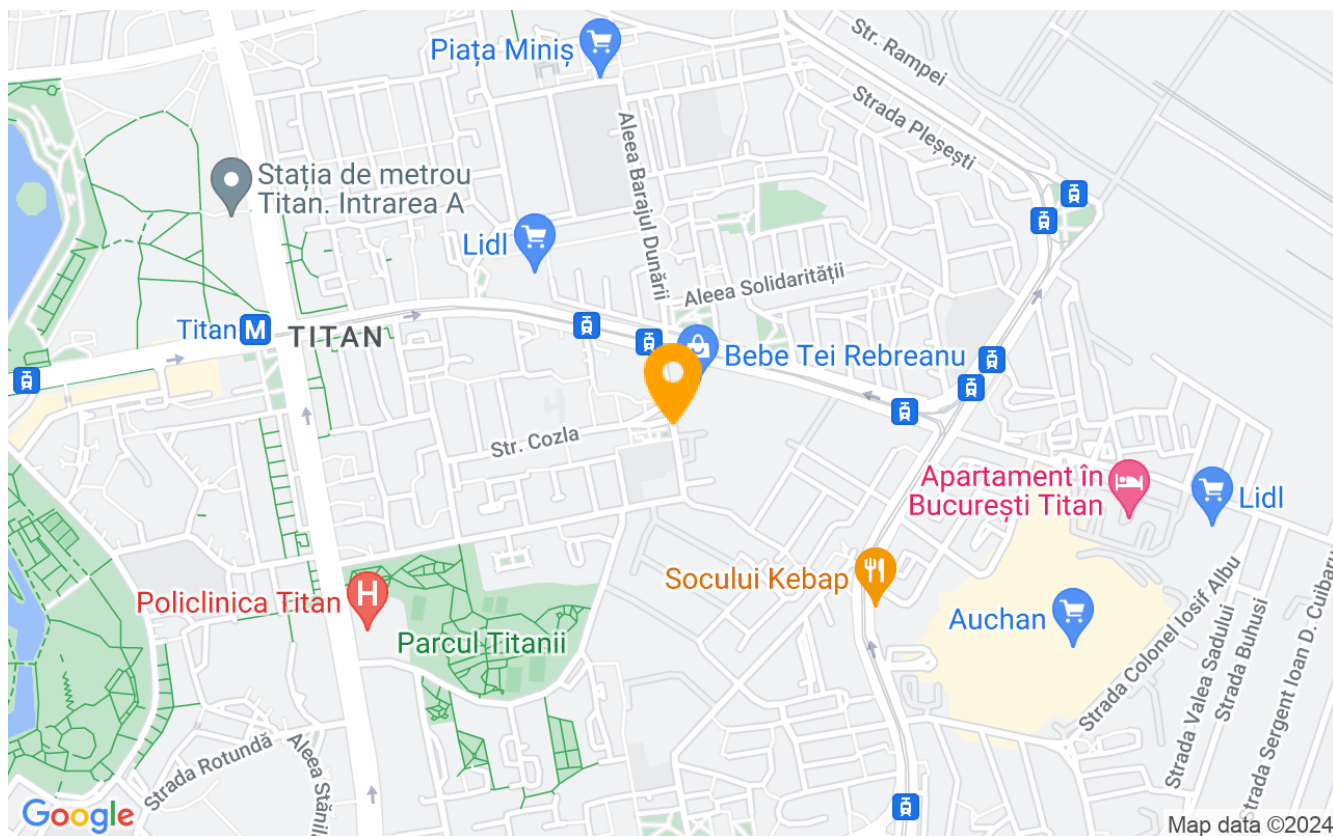 Piața Miniș
Str. Rampei
Strada Pleșești
Aleea Barajul Dunării
Stația de metrou
Titan. Intrarea A
Lidl
Aleea Solidarității
Titan
M
TITAN
Bebe Tei Rebreanu
Str. Cozla
Apartament în
București Titan
Lidl
Socului Kebap
Policlinica Titan
H
Auchan
Parcul Titanii
Strada Colonel Iosif Albu
Strada Valea Sadului
Strada Buhusi
Strada Sergent Ioan D. Cuibaru
Strada Rotundă
Aleea Stănila
Google
Map data ©2024